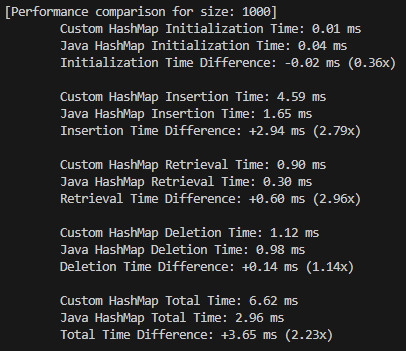 [Performance comparison for size: 1000]
Custom HashMap Initialization Time: 0.01 ms
Java HashMap Initialization Time: 0.04 ms
Initialization Time Difference: -0.02 ms (0.36x)
Custom HashMap Insertion Time: 4.59 ms
Java HashMap Insertion Time: 1.65 ms
Insertion Time Difference: +2.94 ms (2.79x)
Custom HashMap Retrieval Time: 0.90 ms
Java HashMap Retrieval Time: 0.30 ms
Retrieval Time Difference: +0.60 ms (2.96x)
Custom HashMap Deletion Time: 1.12 ms
Java HashMap Deletion Time: 0.98 ms
Deletion Time Difference: +0.14 ms (1.14x)
Custom HashMap Total Time: 6.62 ms
Java HashMap Total Time: 2.96 ms
Total Time Difference: +3.65 ms (2.23x)